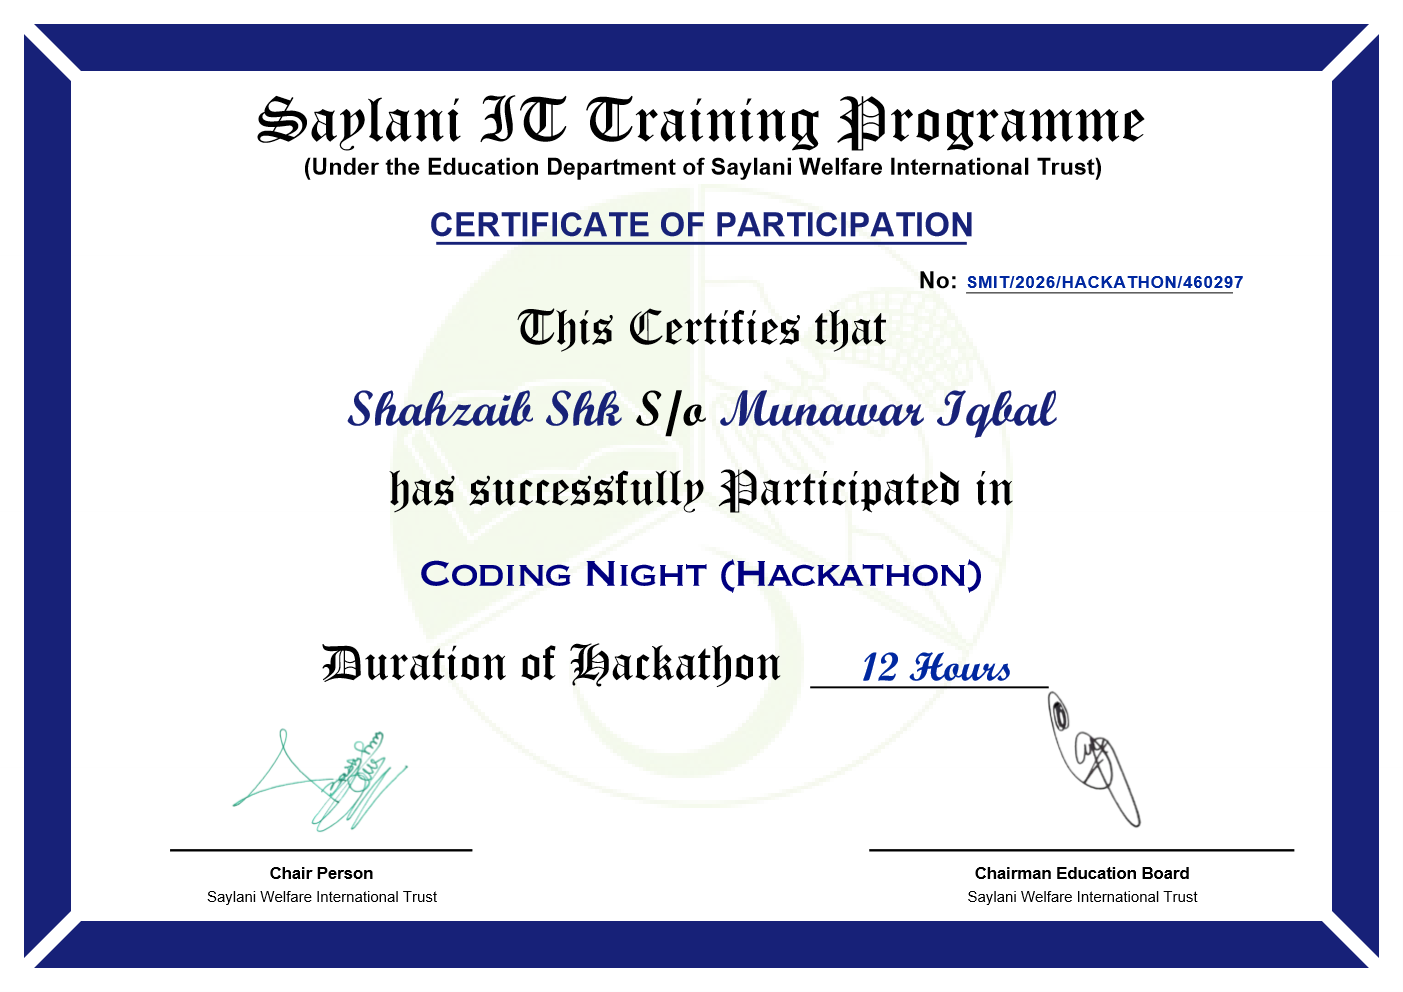 Saylani IT Training Programme
(Under the Education Department of Saylani Welfare International Trust)
CERTIFICATE OF PARTICIPATION
No: SMIT/2026/HACKATHON/460297
This Certifies that
Shahzaib Shk S/o Munawar Iqbal
has successfully Participated in
CODING NIGHT (HACKATHON)
Duration of Hackathon 12 Hours
Chair Person
Saylani Welfare International Trust
Chairman Education Board
Saylani Welfare International Trust